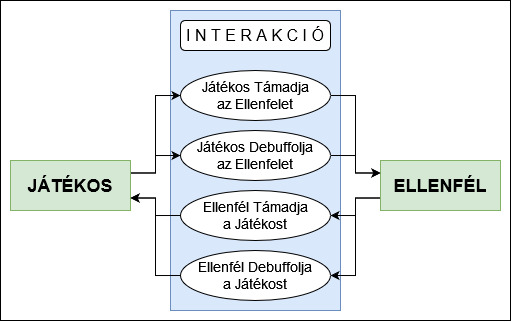 INTERAKCIÓ
Játékos Támadja
az Ellenfelet
Játékos Debuffolja
az Ellenfelet
JÁTÉKOS
ELLENFÉL
Ellenfél Támadja
a Játékost
Ellenfél Debuffolja
a Játékost